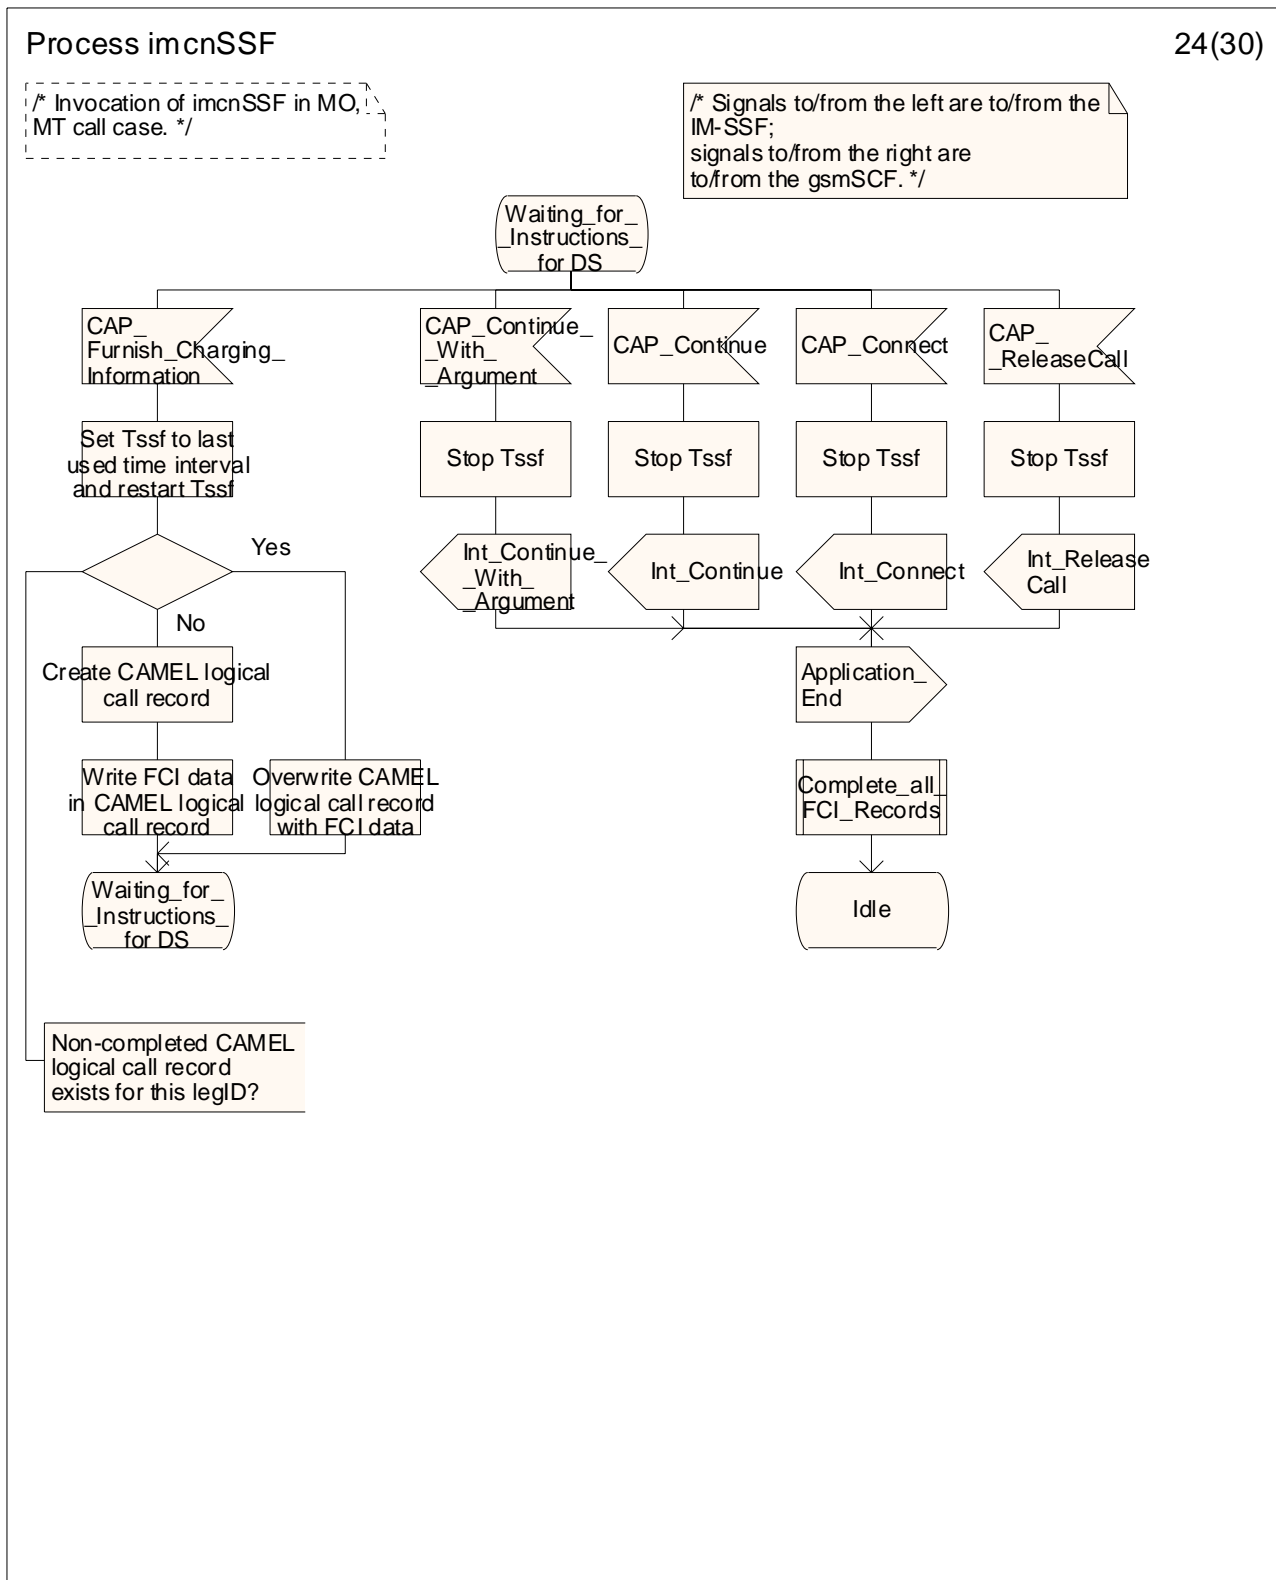 Process imcnSSF
24(30)
/* Invocation of imcnSSF in MO,
MT call case. */
/* Signals to/from the left are to/from the
IM-SSF;
signals to/from the right are
to/from the gsmSCF. */
Waiting_for_
_Instructions_
for DS
CAP_
Furnish_Charging_
Information
CAP_Continue_
_With_
_Argument
CAP_Continue
CAP_Connect
CAP_
_ReleaseCall
Set Tssf to last
used time interval
and restart Tssf
Stop Tssf
Stop Tssf
Stop Tssf
Stop Tssf
Yes
Int_Continue_
_With_
_Argument
Int_Continue
Int_Connect
Int_Release
Call
No
Create CAMEL logical
call record
Application_
End
Write FCI data
in CAMEL logical
call record
Overwrite CAMEL
logical call record
with FCI data
Complete_all_
FCI_Records
Waiting_for_
_Instructions_
for DS
Idle
Non-completed CAMEL
logical call record
exists for this legID?